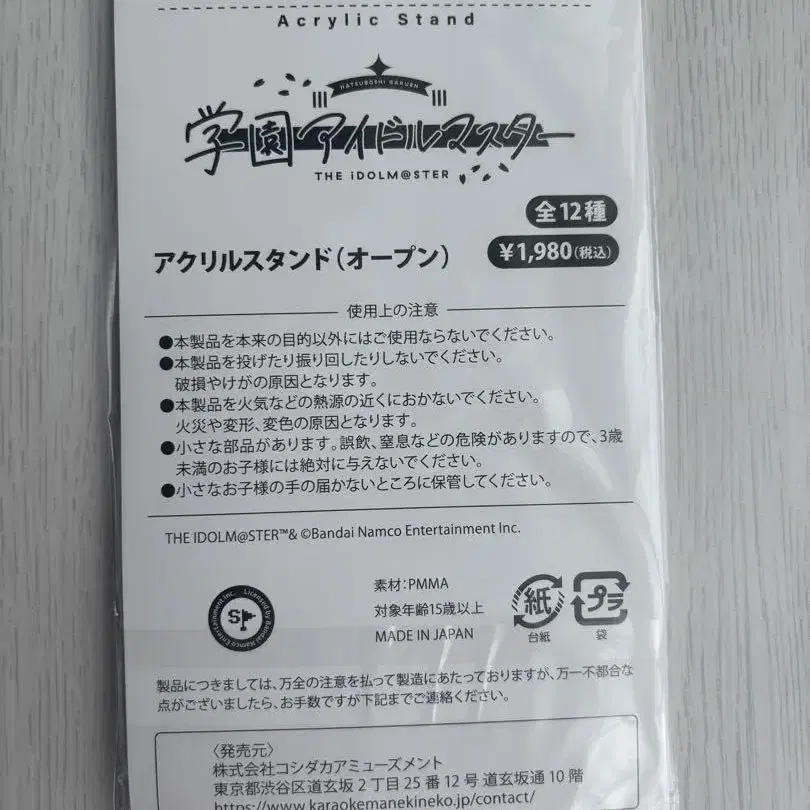 Acrylic Stand
HATSUBOSHI GAKUEN
学園アイドルマスター
THE iDOLM@STER
全12種
アクリルスタンド(オープン)
¥1,980(税込)
使用上の注意
●本製品を本来の目的以外にはご使用ならないでください。
●本製品を投げたり振り回したりしないでください。
破損やけがの原因となります。
●本製品を火気などの熱源の近くにおかないでください。
火災や変形、変色の原因となります。
●小さな部品があります。誤飲、窒息などの危険がありますので、3歳
未満のお子様には絶対に与えないでください。
●小さなお子様の手の届かないところに保管してください。
THE IDOLM@STER™& ©Bandai Namco Entertainment Inc.
Licensed by Bandai Namco Entertainment Inc.
素材:PMMA
対象年齢15歳以上
MADE IN JAPAN
紙
台紙
プラ
袋
製品につきましては、万全の注意を払って製造にあたっておりますが、万一不都合な
点がございましたら、お手数ですが下記までご連絡ください。
〈発売元〉
株式会社コシダカアミューズメント
東京都渋谷区道玄坂2丁目25番12号 道玄坂通10階
https://www.karaokemanekineko.jp/contact/